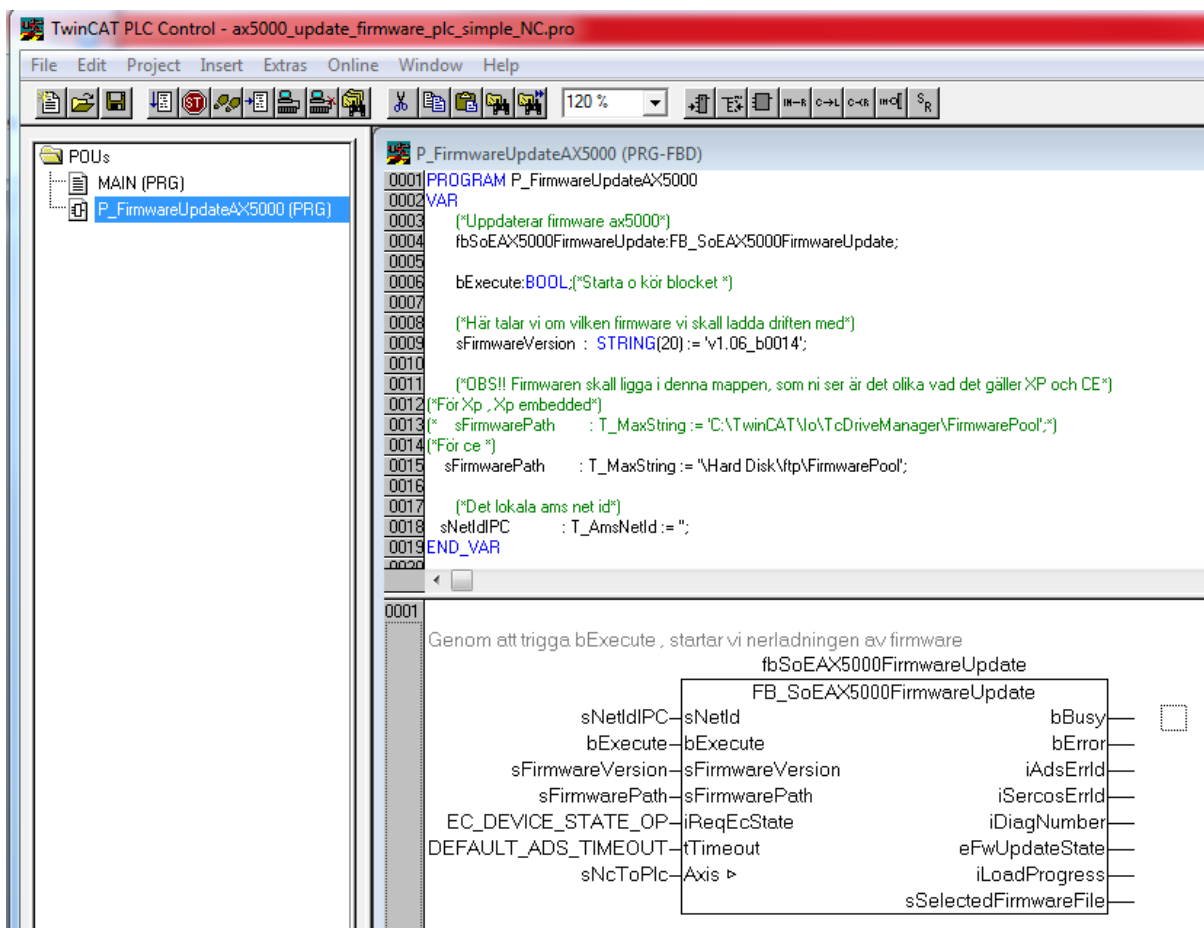 TwinCAT PLC Control - ax5000_update_firmware_plc_simple_NC.pro
File Edit Project Insert Extras Online Window Help
120 %
POUs
MAIN (PRG)
P_FirmwareUpdateAX5000 (PRG)
P_FirmwareUpdateAX5000 (PRG-FBD)
0001 PROGRAM P_FirmwareUpdateAX5000
0002 VAR
0003 (*Uppdaterar firmware ax5000*)
0004 fbSoEAX5000FirmwareUpdate:FB_SoEAX5000FirmwareUpdate;
0005
0006 bExecute:BOOL;(*Starta o kör blocket *)
0007
0008 (*Här talar vi om vilken firmware vi skall ladda driften med*)
0009 sFirmwareVersion : STRING(20) := 'v1.06_b0014';
0010
0011 (*OBS!! Firmwaren skall ligga i denna mappen, som ni ser är det olika vad det gäller XP och CE*)
0012 (*För Xp , Xp embedded*)
0013 (* sFirmwarePath : T_MaxString := 'C:\TwinCAT\Io\TcDriveManager\FirmwarePool';*)
0014 (*För ce *)
0015 sFirmwarePath : T_MaxString := '\Hard Disk\ftp\FirmwarePool';
0016
0017 (*Det lokala ams net id*)
0018 sNetIdIPC : T_AmsNetId := '';
0019 END_VAR
0020
0001
Genom att trigga bExecute , startar vi nerladningen av firmware
fbSoEAX5000FirmwareUpdate
FB_SoEAX5000FirmwareUpdate
sNetIdIPC sNetId bBusy
bExecute bExecute bError
sFirmwareVersion sFirmwareVersion iAdsErrId
sFirmwarePath sFirmwarePath iSercosErrId
EC_DEVICE_STATE_OP iReqEcState iDiagNumber
DEFAULT_ADS_TIMEOUT tTimeout eFwUpdateState
sNcToPlc Axis ▹ iLoadProgress
sSelectedFirmwareFile